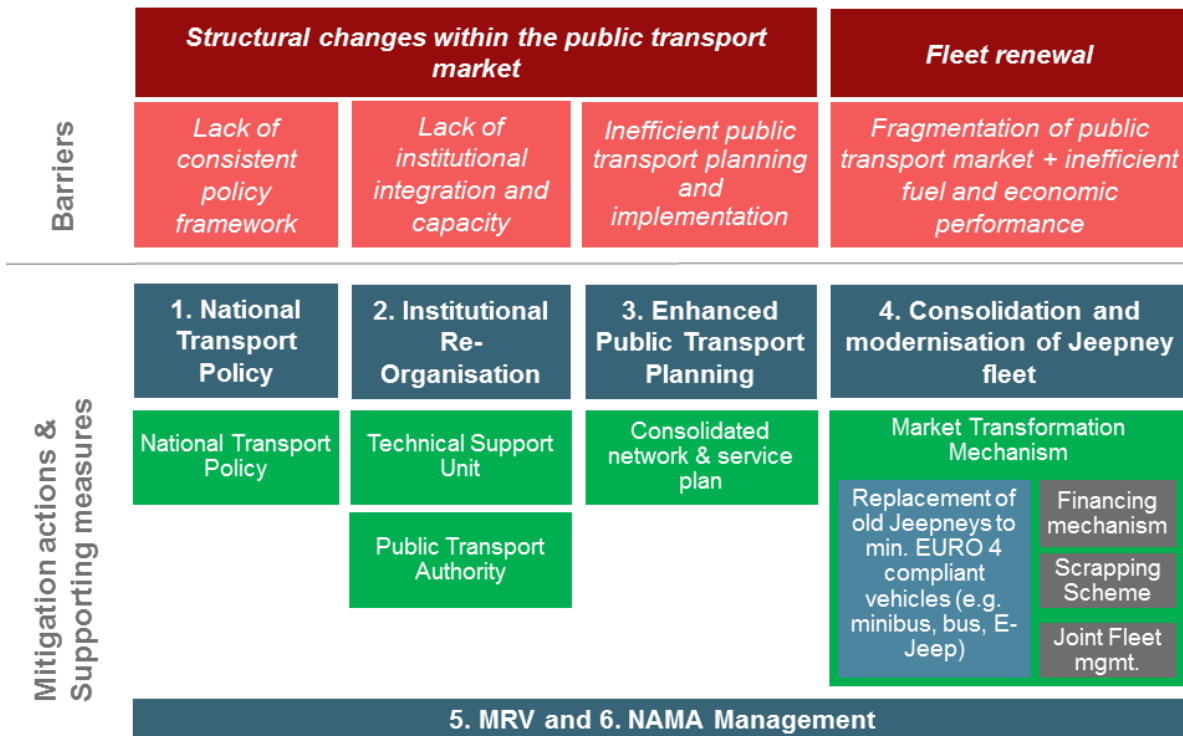 Structural changes within the public transport
market
Fleet renewal
Barriers
Lack of
consistent
policy
framework
Lack of
institutional
integration and
capacity
Inefficient public
transport planning
and
implementation
Fragmentation of public
transport market + inefficient
fuel and economic
performance
Mitigation actions &
Supporting measures
1. National
Transport
Policy
2. Institutional
Re-
Organisation
3. Enhanced
Public Transport
Planning
4. Consolidation and
modernisation of Jeepney
fleet
National Transport
Policy
Technical Support
Unit
Public Transport
Authority
Consolidated
network & service
plan
Market Transformation
Mechanism
Replacement of
old Jeepneys to
min. EURO 4
compliant
vehicles (e.g.
minibus, bus, E-
Jeep)
Financing
mechanism
Scrapping
Scheme
Joint Fleet
mgmt.
5. MRV and 6. NAMA Management